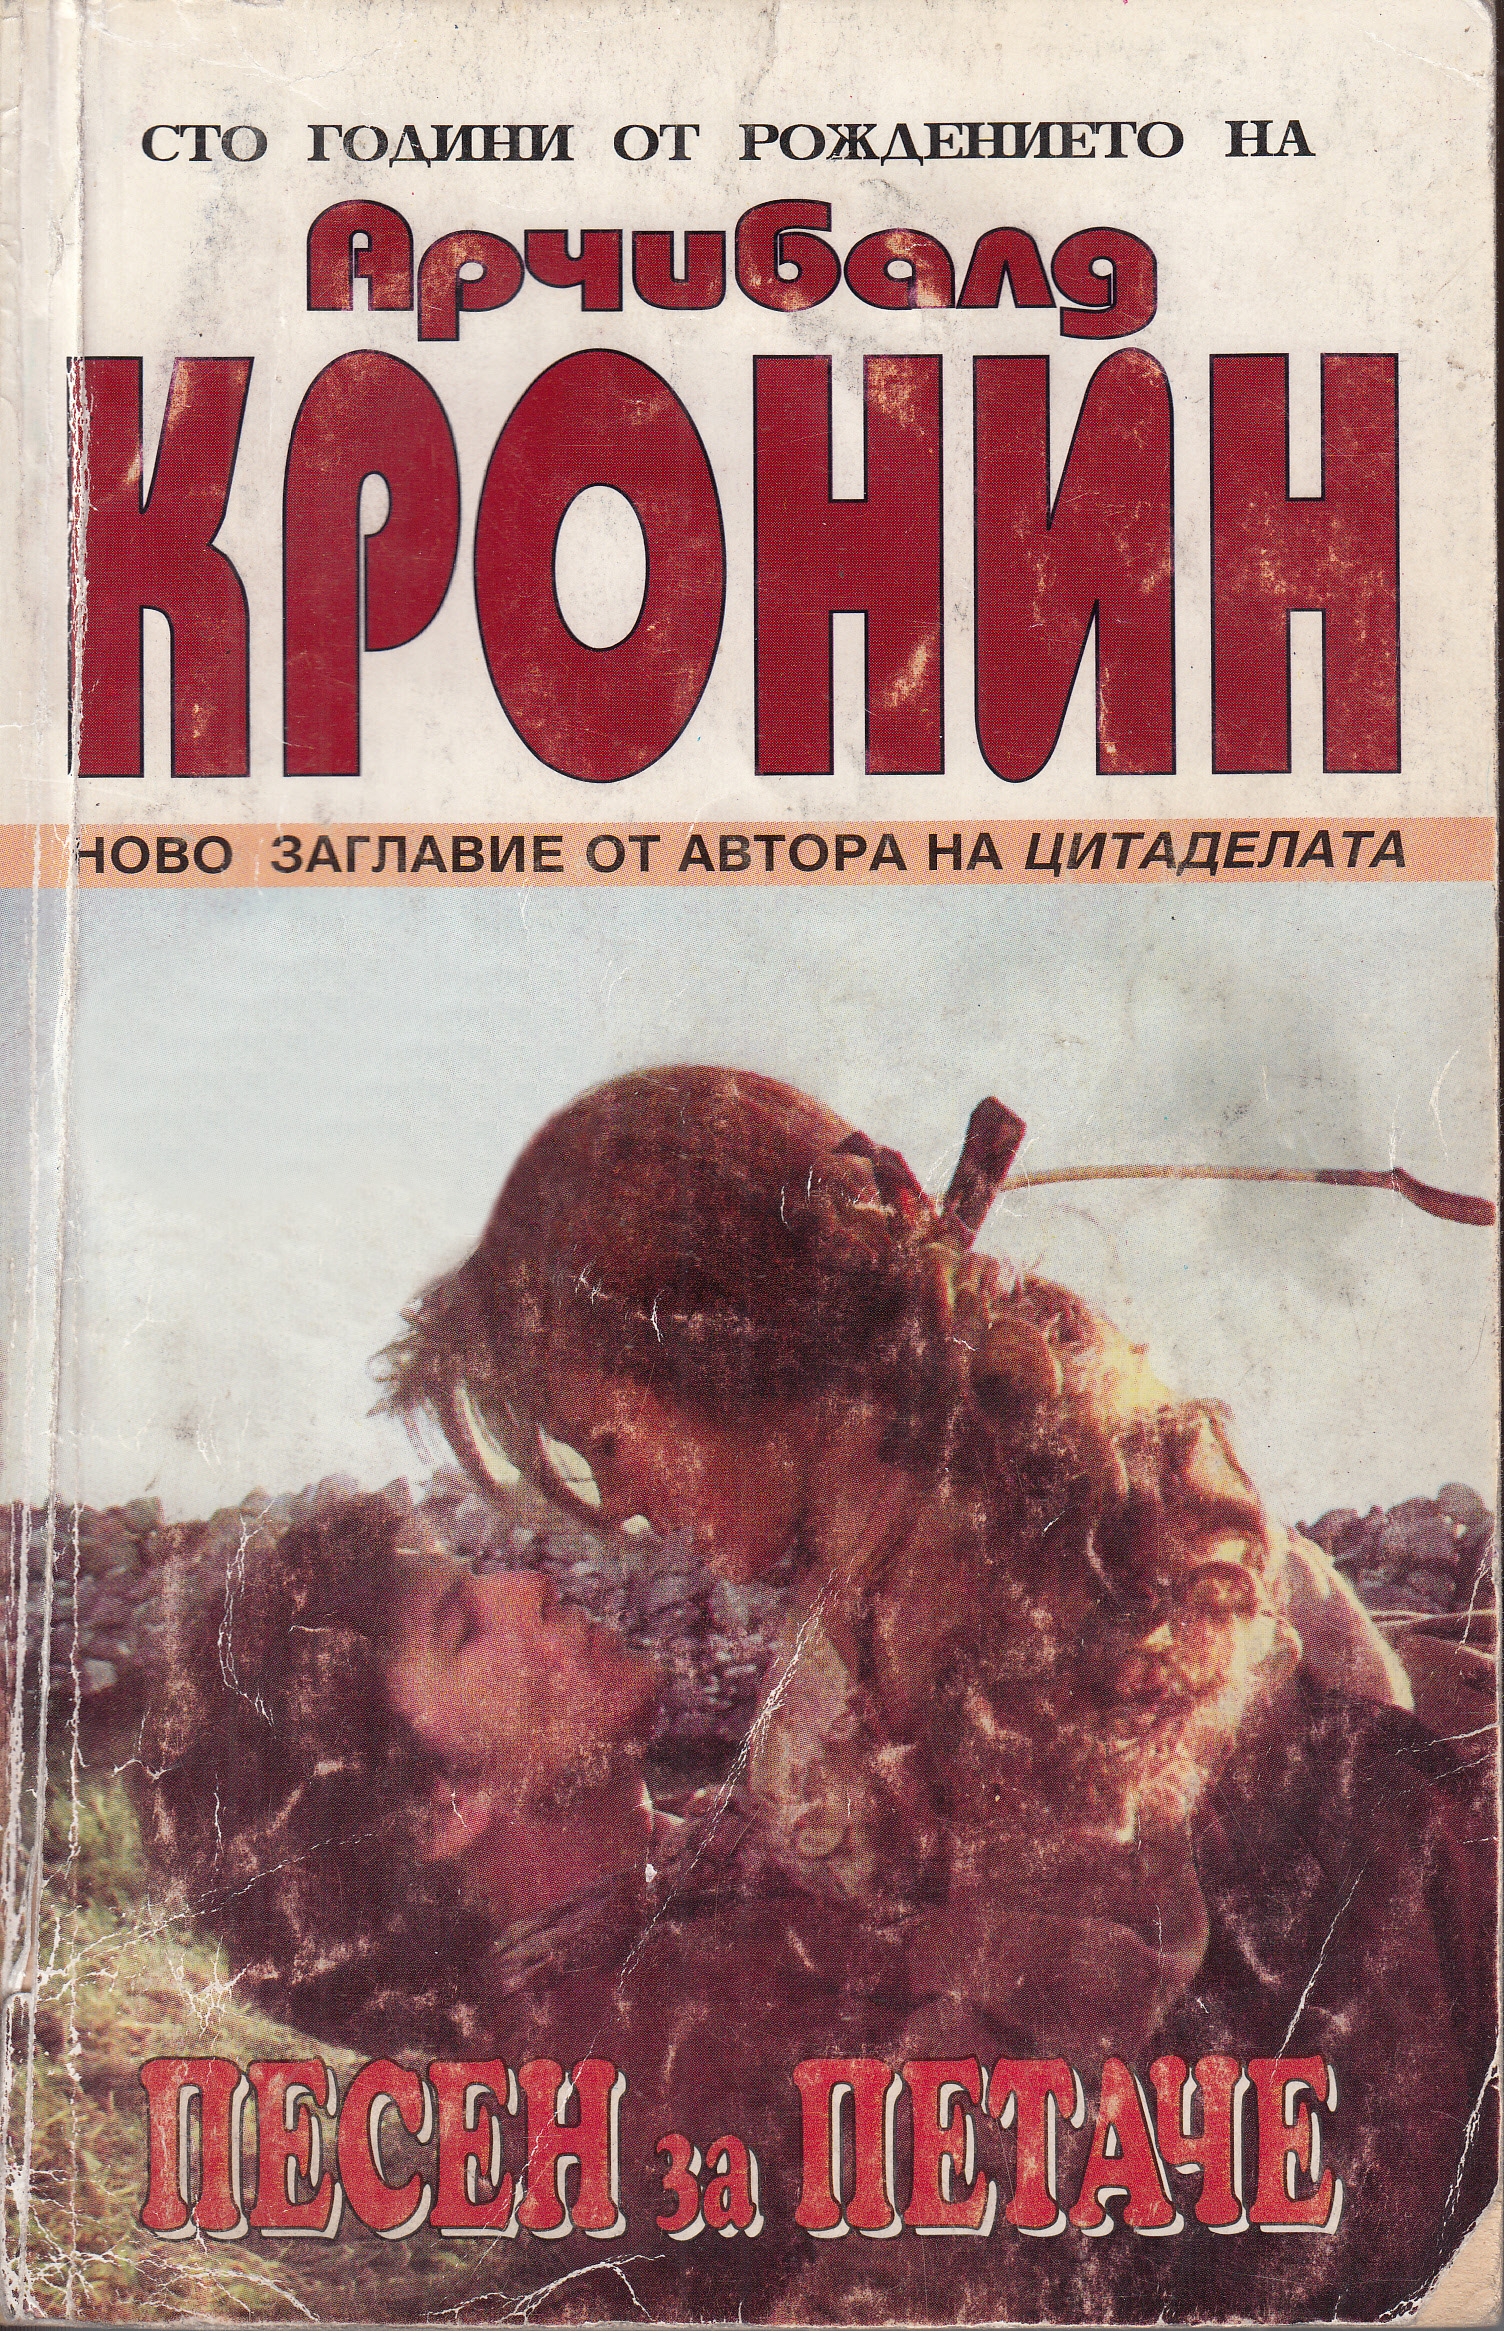 СТО ГОДИНИ ОТ РОЖДЕНИЕТО НА
Арчибалд
КРОНИН
НОВО ЗАГЛАВИЕ ОТ АВТОРА НА ЦИТАДЕЛАТА
ПЕСЕН за ПЕТАЧЕ